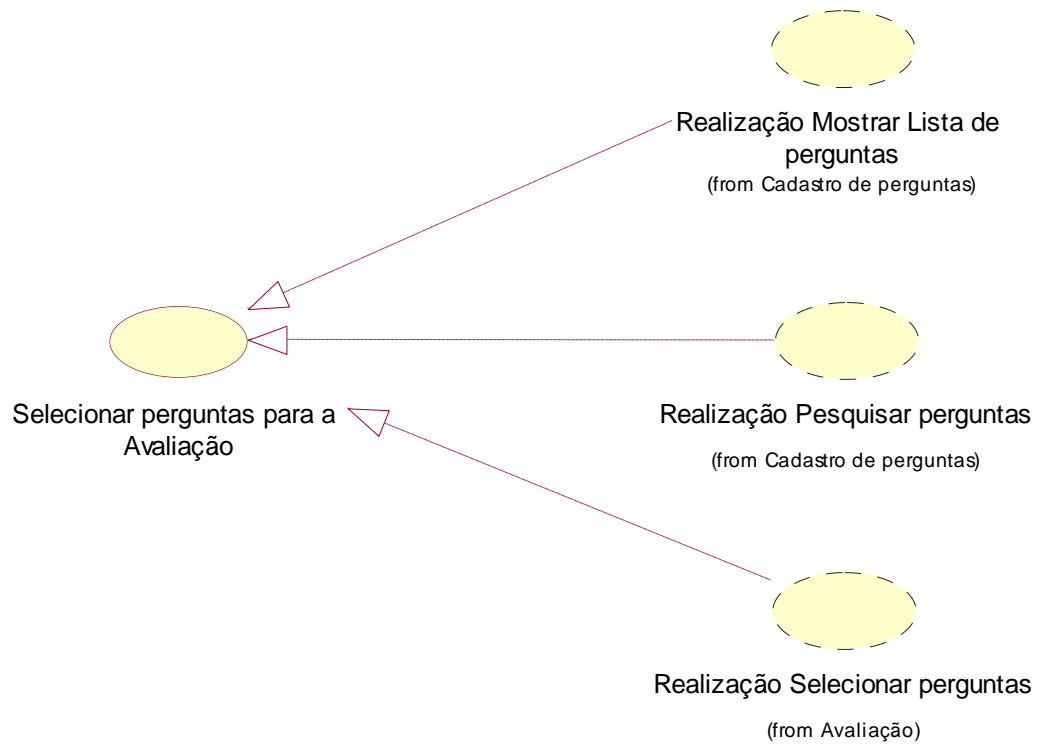 Realização Mostrar Lista de
perguntas
(from Cadastro de perguntas)
Selecionar perguntas para a
Avaliação
Realização Pesquisar perguntas
(from Cadastro de perguntas)
Realização Selecionar perguntas
(from Avaliação)